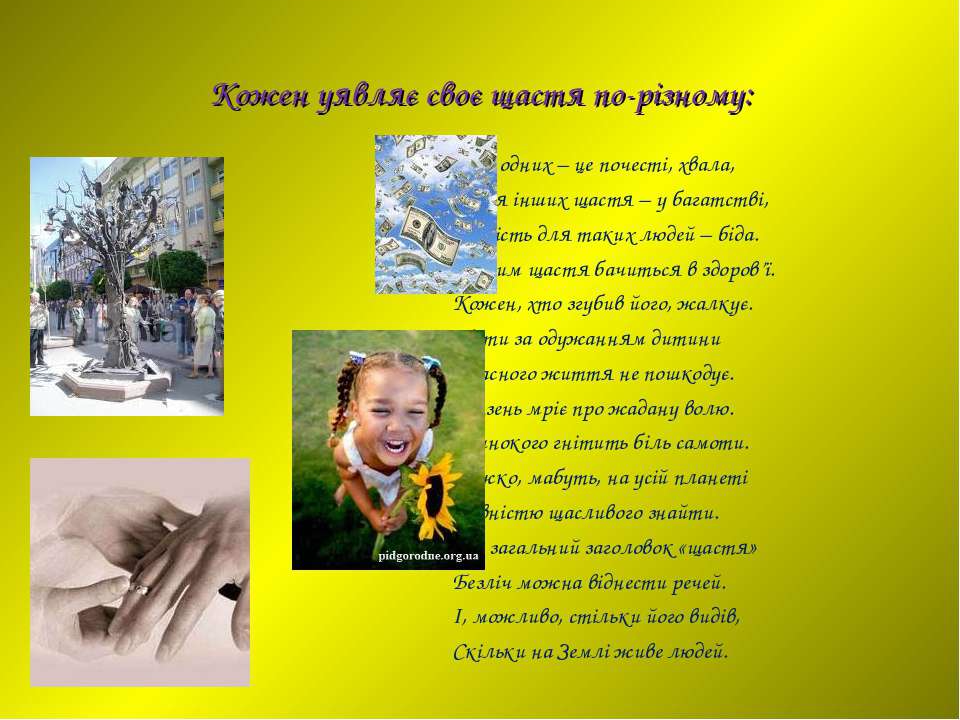 Кожен уявляє своє щастя по-різному:
одних – це почесті, хвала,
інших щастя – у багатстві,
для таких людей – біда.
щастя бачиться в здоров'ї.
Кожен, хто згубив його, жалкує.
за одужанням дитини
життя не пошкодує.
мріє про жадану волю.
гнітить біль самоти.
мабуть, на усій планеті
щасливого знайти.
загальний заголовок «щастя»
Безліч можна віднести речей.
І, можливо, стільки його видів,
Скільки на Землі живе людей.
pidgorodne.org.ua